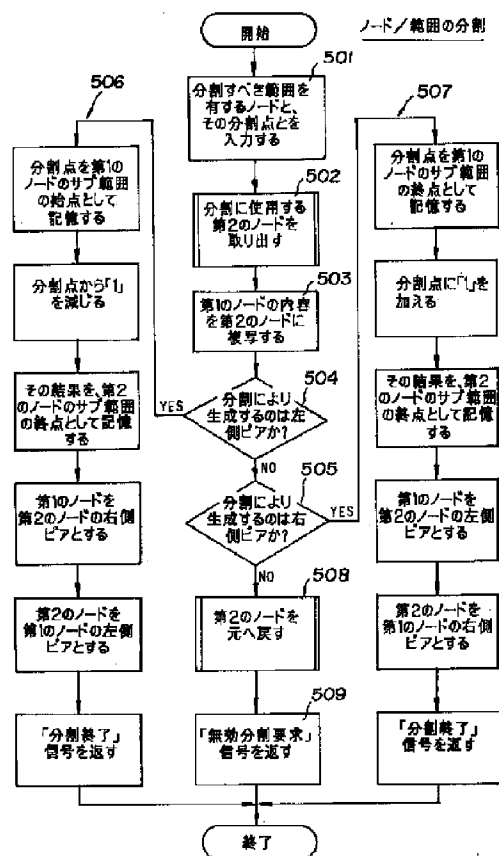 ノード/範囲の分割
開始
501
分割すべき範囲を
有するノードと、
その分割点とを
入力する
502
分割に使用する
第2のノードを
取り出す
503
第1のノードの内容
を第2のノードに
複写する
504
分割により
生成するのは左
側ピアか?
YES
NO
505
分割により
生成するのは右
側ピアか?
YES
NO
508
第2のノードを
元へ戻す
509
「無効分割要求」
信号を返す
506
分割点を第1の
ノードのサブ範囲
の始点として
記憶する
分割点から「1」
を減じる
その結果を、第2
のノードのサブ範囲
の終点として記憶
する
第1のノードを
第2のノードの右側
ピアとする
第2のノードを
第1のノードの左側
ピアとする
「分割終了」
信号を返す
507
分割点を第1の
ノードのサブ範囲
の終点として
記憶する
分割点に「1」を
加える
その結果を、第2
のノードのサブ範囲
の終点として記憶
する
第1のノードを
第2のノードの左側
ピアとする
第2のノードを
第1のノードの右側
ピアとする
「分割終了」
信号を返す
終了